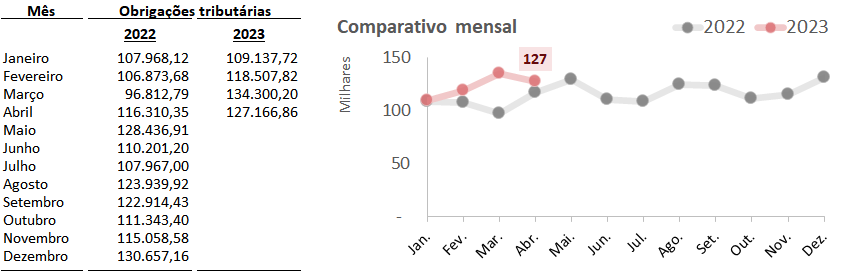 Mês Obrigações tributárias
2022 2023
Janeiro 107.968,12 109.137,72
Fevereiro 106.873,68 118.507,82
Março 96.812,79 134.300,20
Abril 116.310,35 127.166,86
Maio 128.436,91
Junho 110.201,20
Julho 107.967,00
Agosto 123.939,92
Setembro 122.914,43
Outubro 111.343,40
Novembro 115.058,58
Dezembro 130.657,16
Comparativo mensal
2022 2023
Milhares
150
100
50
-
127
Jan. Fev. Mar. Abr. Mai. Jun. Jul. Ago. Set. Out. Nov. Dez.